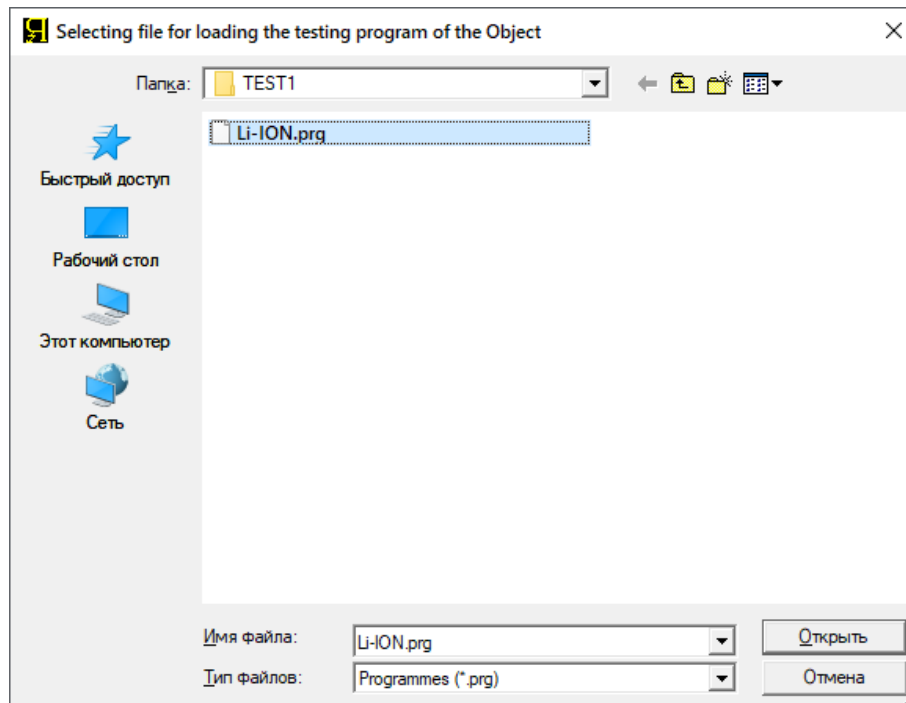 Selecting file for loading the testing program of the Object
Папка: TEST1
Li-ION.prg
Быстрый доступ
Рабочий стол
Этот компьютер
Сеть
Имя файла: Li-ION.prg Открыть
Тип файлов: Programmes (*.prg) Отмена